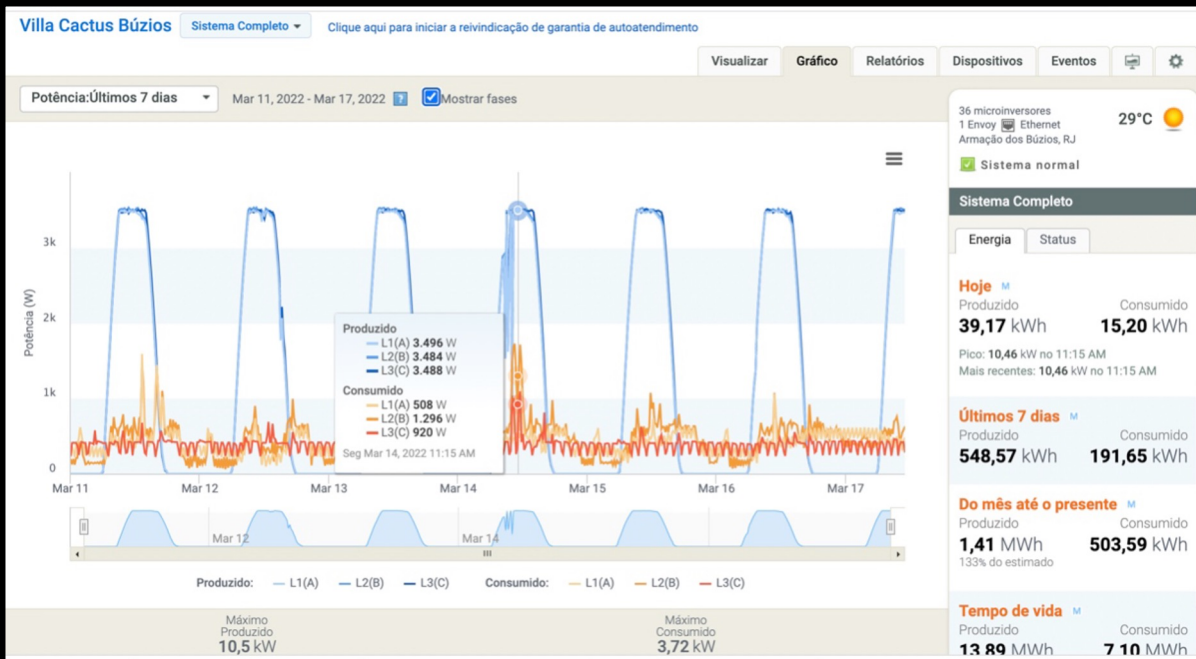 Villa Cactus Búzios
Sistema Completo
Clique aqui para iniciar a reivindicação de garantia de autoatendimento
Visualizar
Gráfico
Relatórios
Dispositivos
Eventos
Potência:Últimos 7 dias
Mar 11, 2022 - Mar 17, 2022 ?
Mostrar fases
36 microinversores
1 Envoy Ethernet
Armação dos Búzios, RJ
29°C
Sistema normal
Sistema Completo
Energia
Status
Hoje M
Produzido Consumido
39,17 kWh 15,20 kWh
Pico: 10,46 kW no 11:15 AM
Mais recentes: 10,46 kW no 11:15 AM
Últimos 7 dias M
Produzido Consumido
548,57 kWh 191,65 kWh
Do mês até o presente M
Produzido Consumido
1,41 MWh 503,59 kWh
133% do estimado
Tempo de vida M
Produzido Consumido
13,89 MWh 7,10 MWh
Potência (W)
3k
2k
1k
0
Produzido
L1(A) 3.496 W
L2(B) 3.484 W
L3(C) 3.488 W
Consumido
L1(A) 508 W
L2(B) 1.296 W
L3(C) 920 W
Seg Mar 14, 2022 11:15 AM
Mar 11 Mar 12 Mar 13 Mar 14 Mar 15 Mar 16 Mar 17
Mar 12 Mar 14
Produzido: L1(A) L2(B) L3(C) Consumido: L1(A) L2(B) L3(C)
Máximo
Produzido
10,5 kW
Máximo
Consumido
3,72 kW